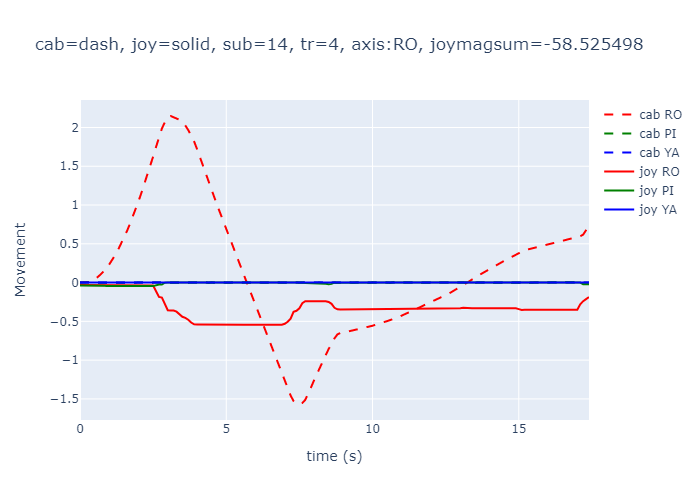 cab=dash, joy=solid, sub=14, tr=4, axis:RO, joymagsum=-58.525498
2
1.5
1
0.5
0
−0.5
−1
−1.5
Movement
0
5
10
15
time (s)
cab RO
cab PI
cab YA
joy RO
joy PI
joy YA